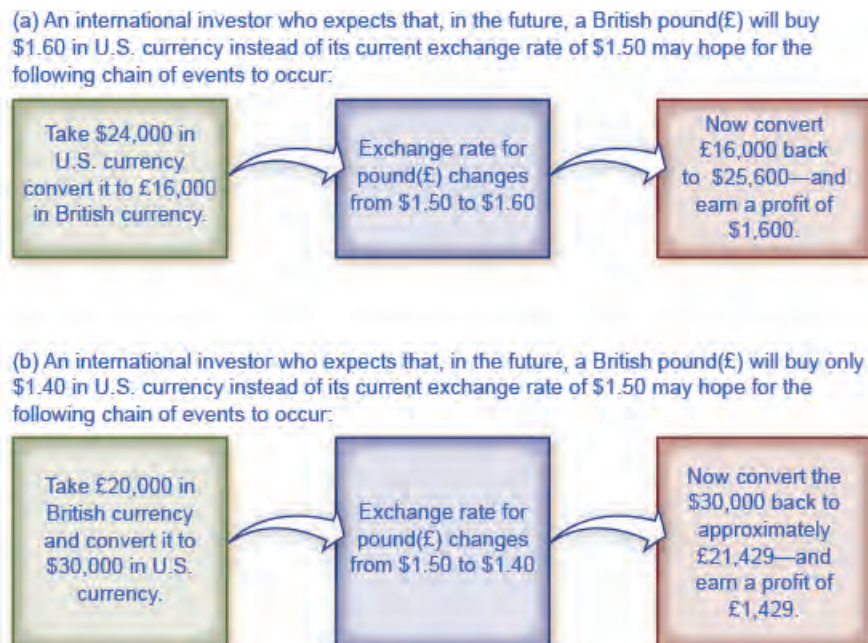 (a) An international investor who expects that, in the future, a British pound(£) will buy
$1.60 in U.S. currency instead of its current exchange rate of $1.50 may hope for the
following chain of events to occur:
Take $24,000 in
U.S. currency
convert it to £16,000
in British currency.
Exchange rate for
pound(£) changes
from $1.50 to $1.60
Now convert
£16,000 back
to $25,600—and
earn a profit of
$1,600.
(b) An international investor who expects that, in the future, a British pound(£) will buy only
$1.40 in U.S. currency instead of its current exchange rate of $1.50 may hope for the
following chain of events to occur:
Take £20,000 in
British currency
and convert it to
$30,000 in U.S.
currency.
Exchange rate for
pound(£) changes
from $1.50 to $1.40
Now convert the
$30,000 back to
approximately
£21,429—and
earn a profit of
£1,429.